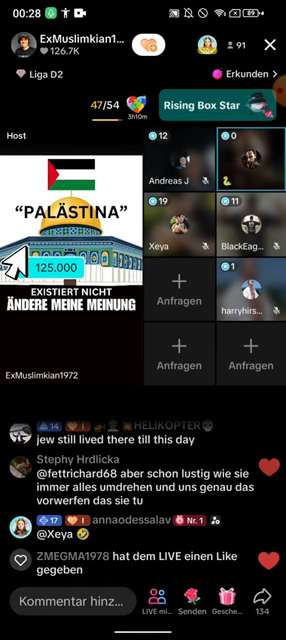 00:28
89
ExMuslimkian1...
126.7K
91
Liga D2
Erkunden >
47/54
3h10m
Rising Box Star
Host
12
0
"PALÄSTINA"
Andreas J
125.000
19
11
Xeya
BlackEag...
EXISTIERT NICHT
ÄNDERE MEINE MEINUNG
1
Anfragen
harryhirs...
ExMuslimkian1972
Anfragen
Anfragen
14 I HELIKOPTER
jew still lived there till this day
Stephy Hrdlicka
@fettrichard68 aber schon lustig wie sie
immer alles umdrehen und uns genau das
vorwerfen das sie tu
17 I annaodessalav Nr. 1
@Xeya 🤣
ZMEGMA1978 hat dem LIVE einen Like
gegeben
Kommentar hinz...
LIVE mi...
Senden
Gesche...
134